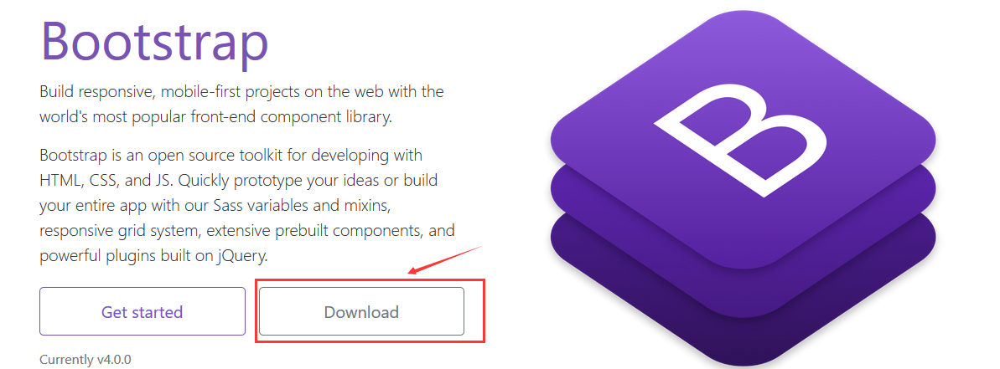 Bootstrap
Build responsive, mobile-first projects on the web with the
world's most popular front-end component library.
Bootstrap is an open source toolkit for developing with
HTML, CSS, and JS. Quickly prototype your ideas or build
your entire app with our Sass variables and mixins,
responsive grid system, extensive prebuilt components, and
powerful plugins built on jQuery.
Get started
Download
Currently v4.0.0
B